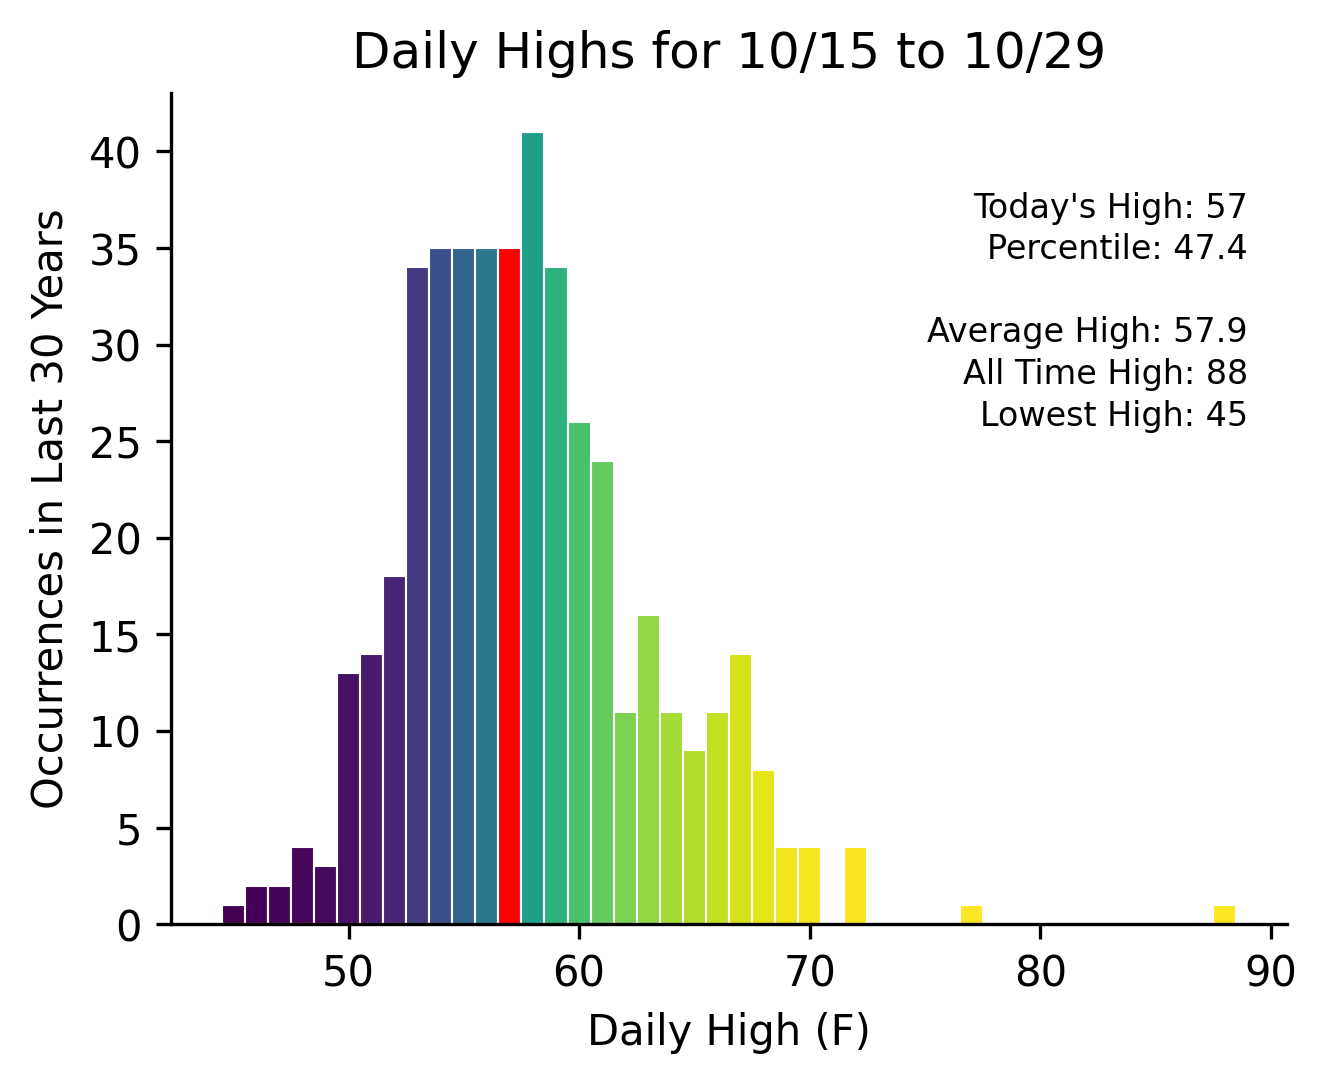 Daily Highs for 10/15 to 10/29
Occurrences in Last 30 Years
40
35
30
25
20
15
10
5
0
Today's High: 57
Percentile: 47.4
Average High: 57.9
All Time High: 88
Lowest High: 45
50 60 70 80 90
Daily High (F)